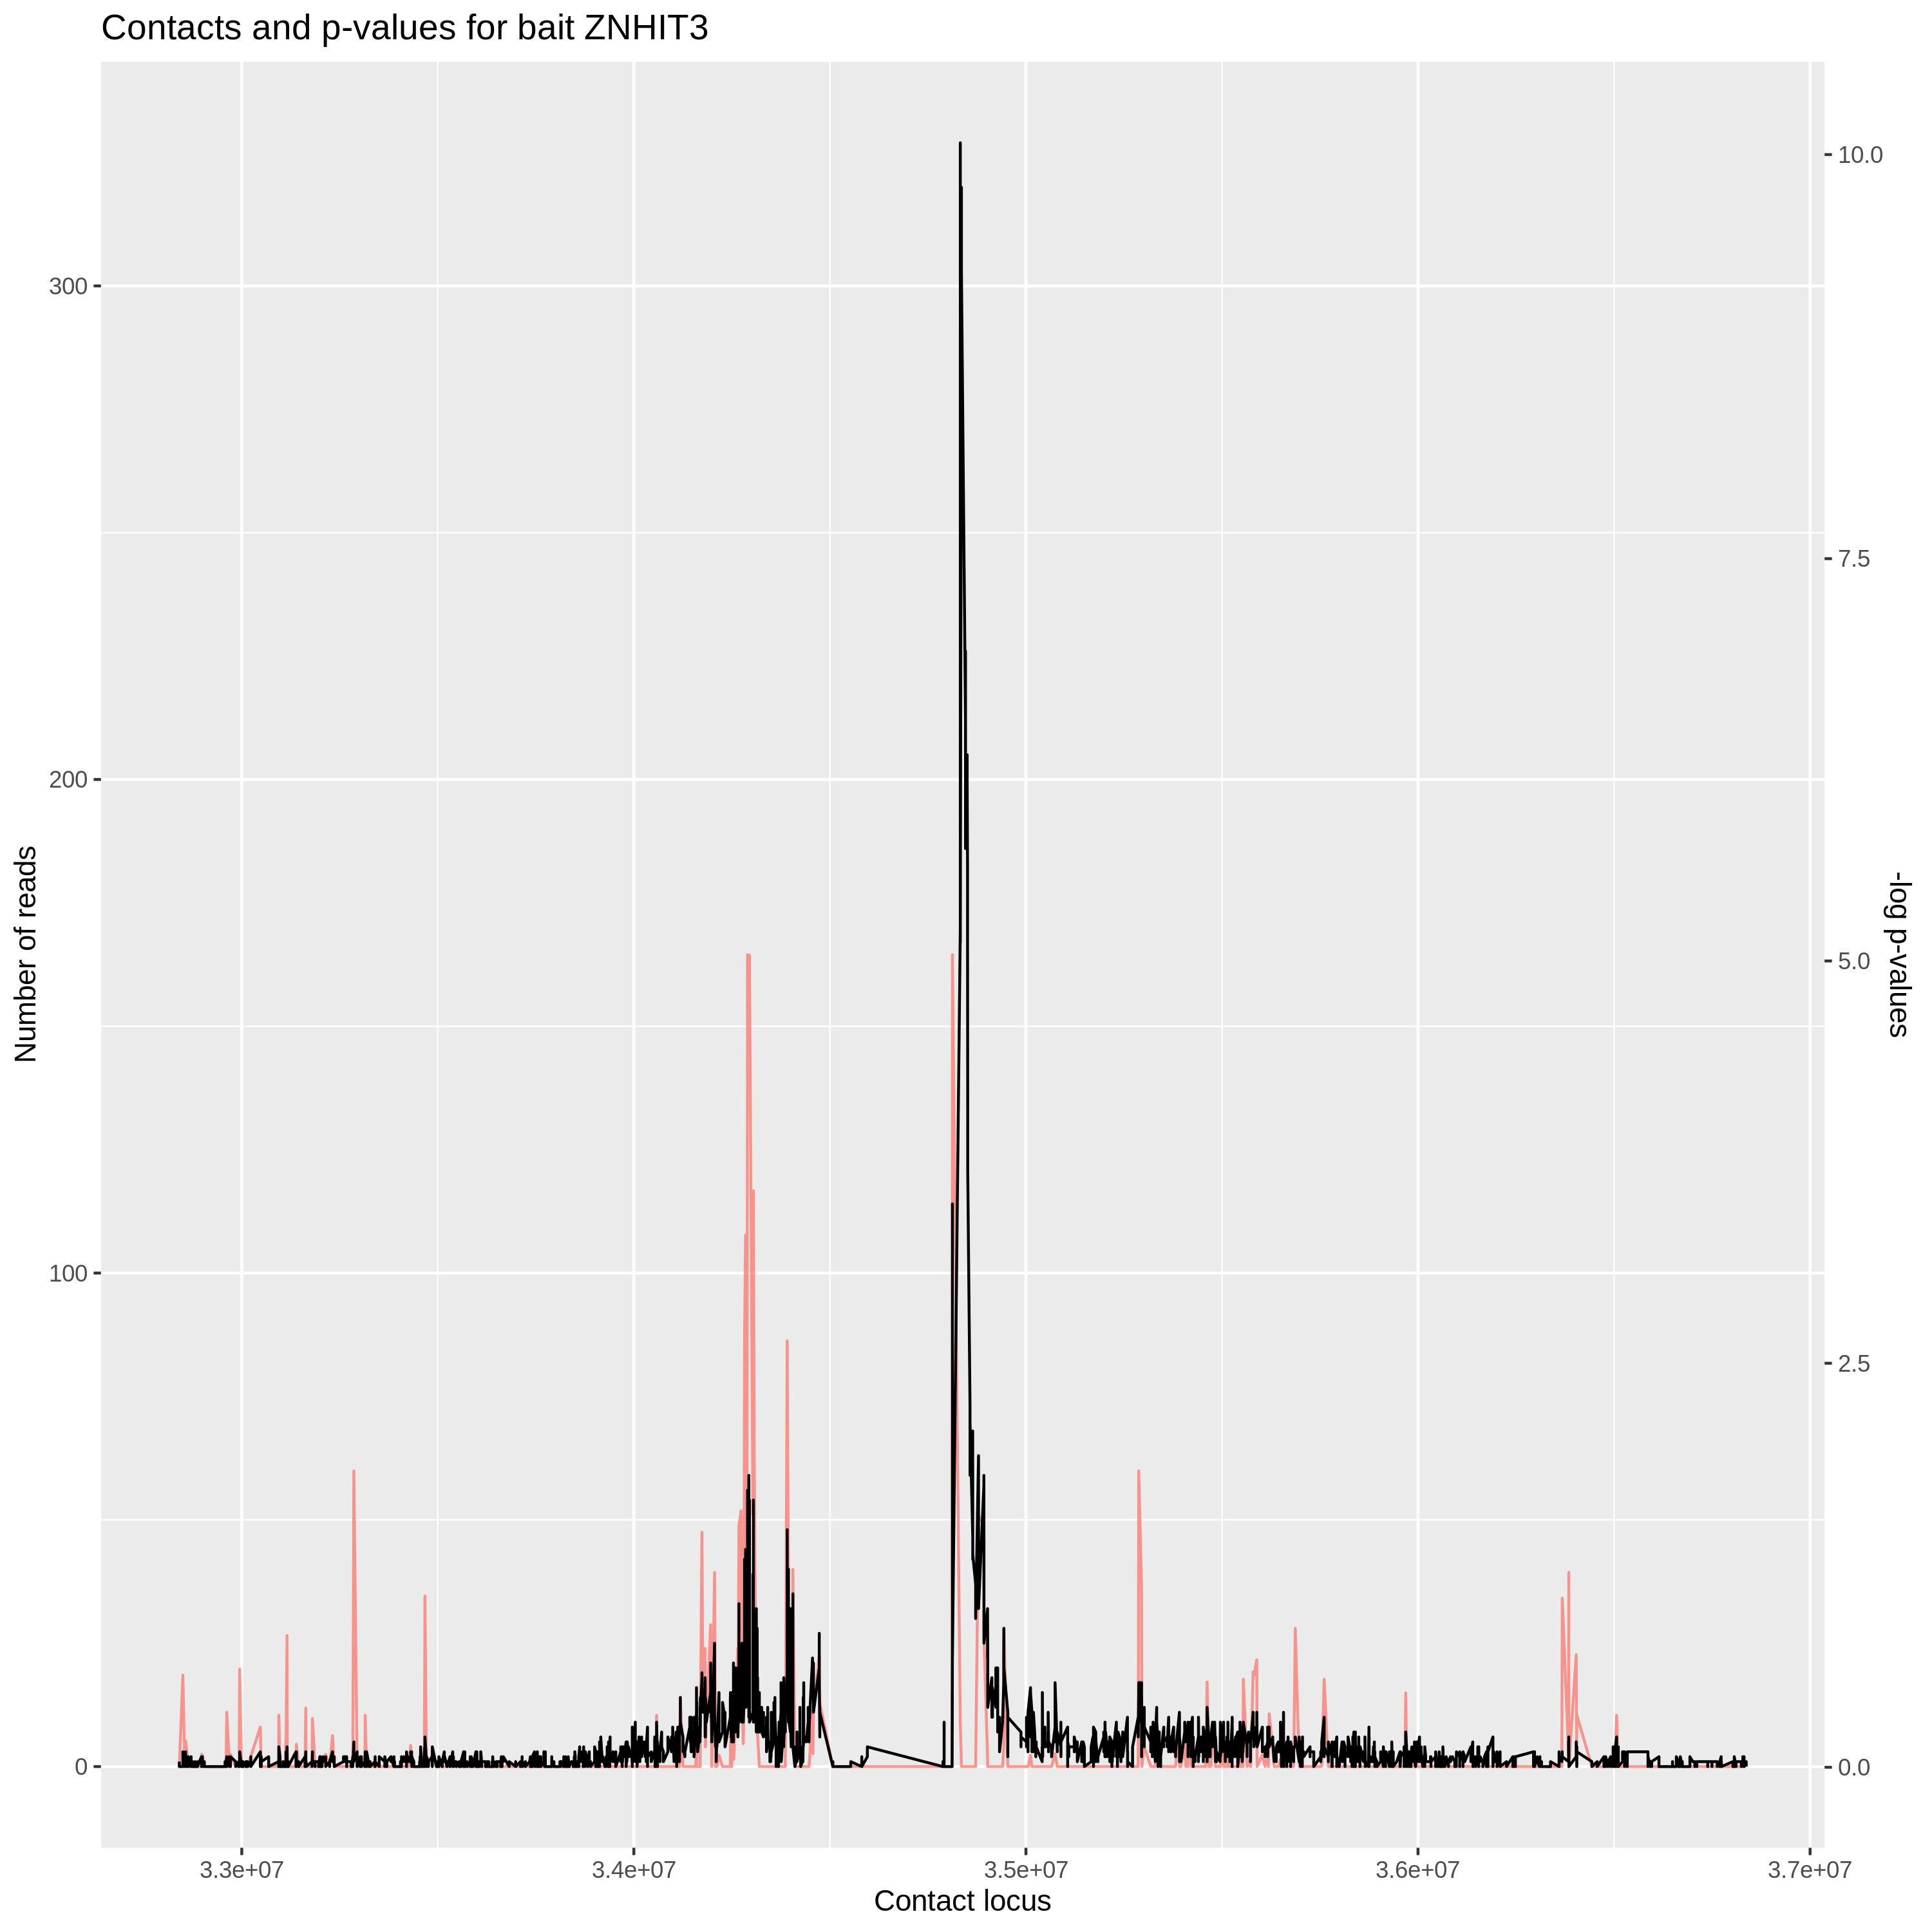 Contacts and p-values for bait ZNHIT3
Number of reads
300
200
100
0
10.0
7.5
5.0
2.5
0.0
-log p-values
3.3e+07
3.4e+07
3.5e+07
3.6e+07
3.7e+07
Contact locus